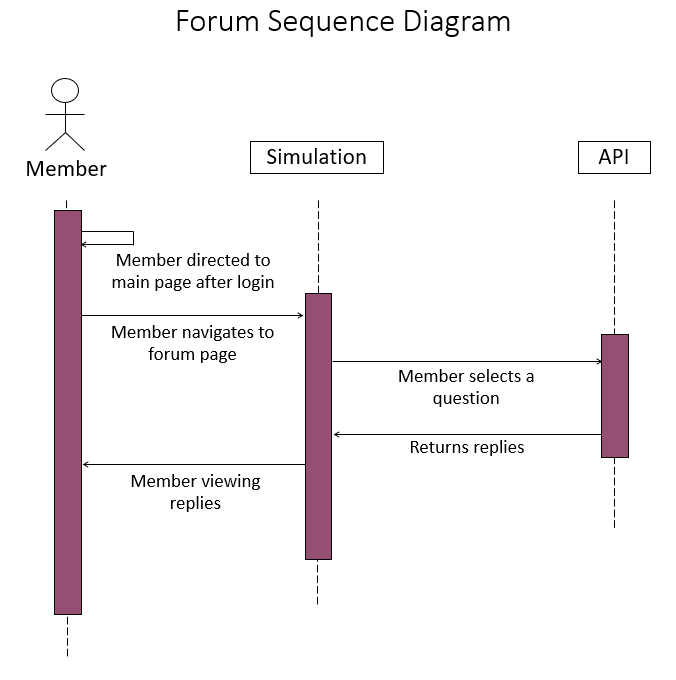 Forum Sequence Diagram
Member
Simulation
API
Member directed to
main page after login
Member navigates to
forum page
Member selects a
question
Returns replies
Member viewing
replies